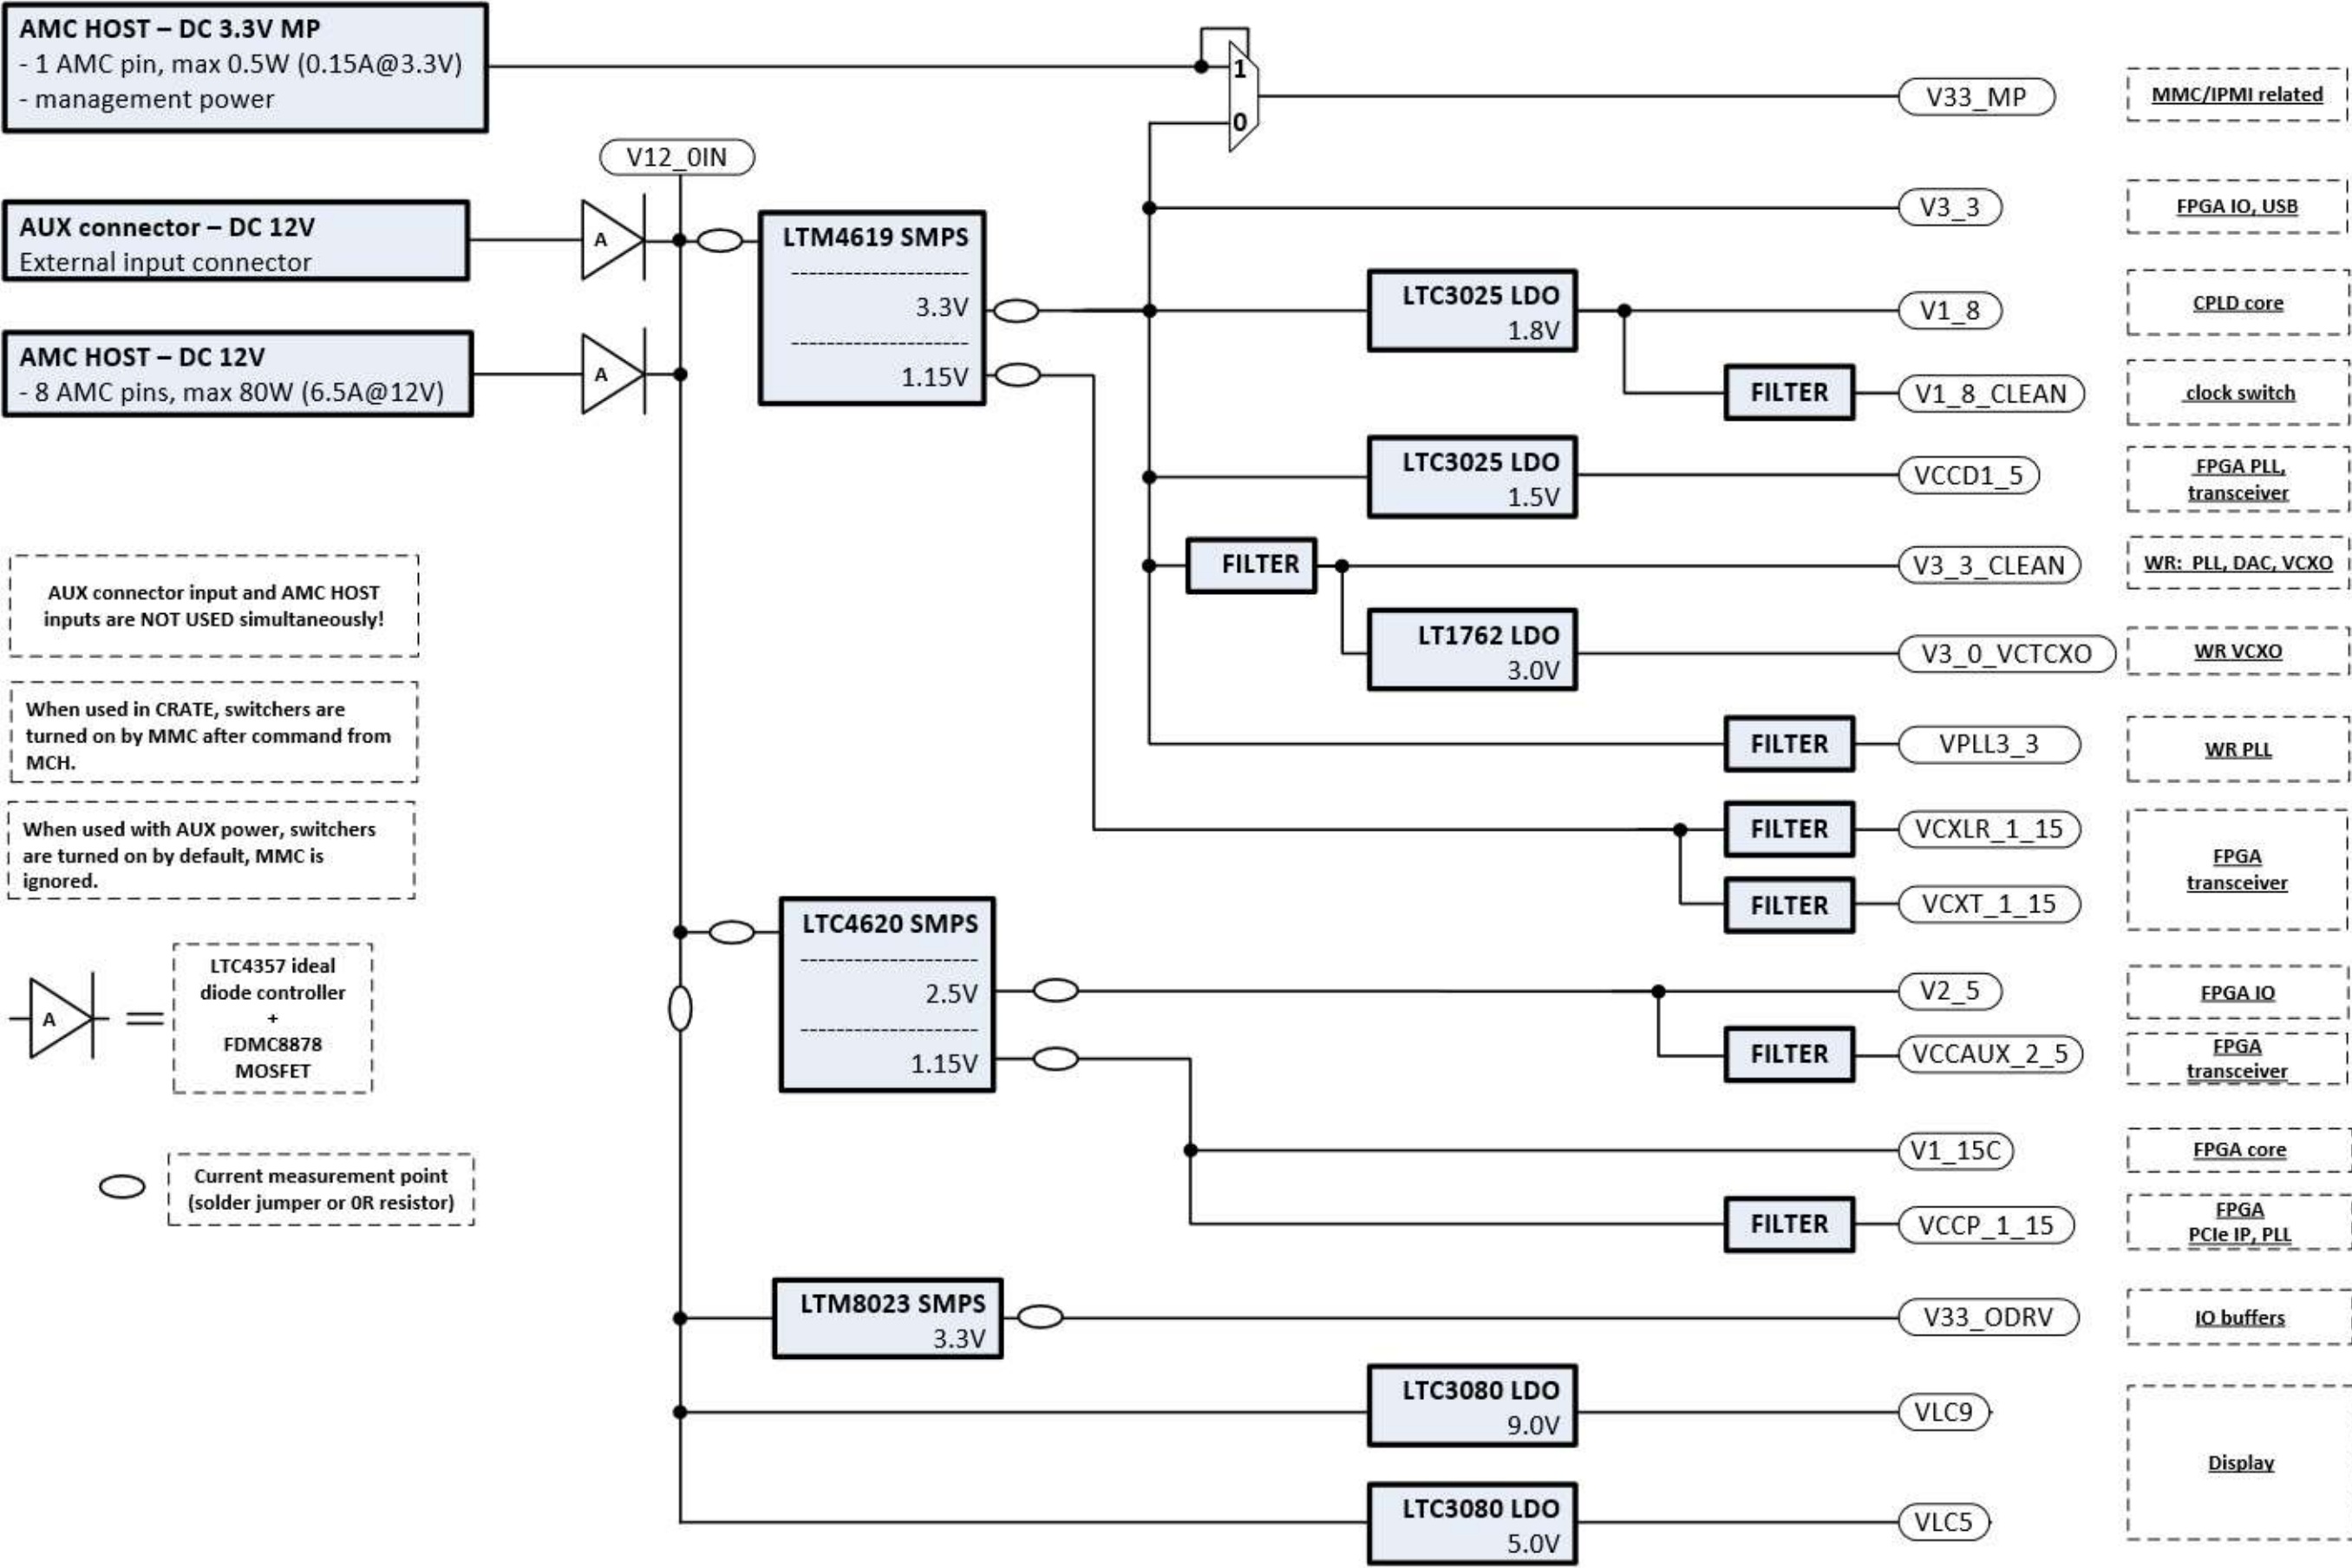 AMC HOST – DC 3.3V MP
- 1 AMC pin, max 0.5W (0.15A@3.3V)
- management power
1
0
V33_MP
MMC/IPMI related
V12_0IN
AUX connector – DC 12V
External input connector
A
LTM4619 SMPS
3.3V
1.15V
V3_3
FPGA IO, USB
AMC HOST – DC 12V
- 8 AMC pins, max 80W (6.5A@12V)
A
LTC3025 LDO
1.8V
V1_8
CPLD core
FILTER
V1_8_CLEAN
clock switch
LTC3025 LDO
1.5V
VCCD1_5
FPGA PLL,
transceiver
FILTER
V3_3_CLEAN
WR: PLL, DAC, VCXO
LT1762 LDO
3.0V
V3_0_VCTCXO
WR VCXO
FILTER
VPLL3_3
WR PLL
AUX connector input and AMC HOST
inputs are NOT USED simultaneously!
When used in CRATE, switchers are
turned on by MMC after command from
MCH.
When used with AUX power, switchers
are turned on by default, MMC is
ignored.
FILTER
VCXLR_1_15
FILTER
VCXT_1_15
FPGA
transceiver
LTC4620 SMPS
2.5V
1.15V
V2_5
FPGA IO
FILTER
VCCAUX_2_5
FPGA
transceiver
A
LTC4357 ideal
diode controller
+
FDMC8878
MOSFET
V1_15C
FPGA core
FILTER
VCCP_1_15
FPGA
PCIe IP, PLL
Current measurement point
(solder jumper or 0R resistor)
LTM8023 SMPS
3.3V
V33_ODRV
IO buffers
LTC3080 LDO
9.0V
VLC9
Display
LTC3080 LDO
5.0V
VLC5